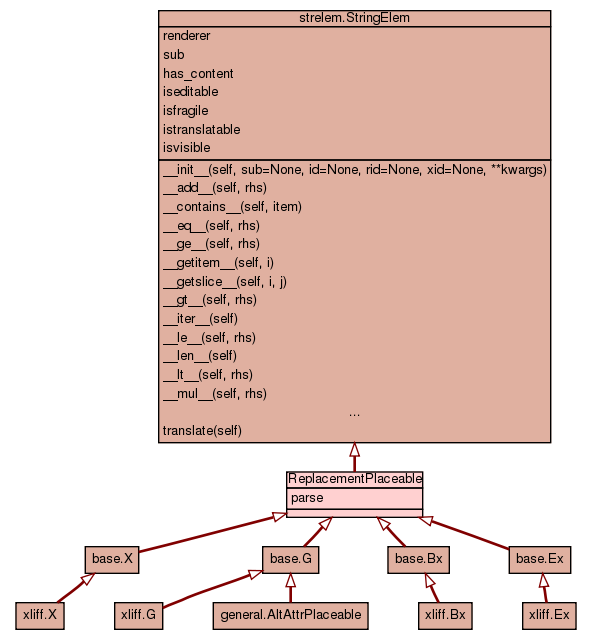 strelem.StringElem
renderer
sub
has_content
iseditable
isfragile
istranslatable
isvisible
__init__(self, sub=None, id=None, rid=None, xid=None, **kwargs)
__add__(self, rhs)
__contains__(self, item)
__eq__(self, rhs)
__ge__(self, rhs)
__getitem__(self, i)
__getslice__(self, i, j)
__gt__(self, rhs)
__iter__(self)
__le__(self, rhs)
__len__(self)
__lt__(self, rhs)
__mul__(self, rhs)
...
translate(self)
ReplacementPlaceable
parse
base.X base.G base.Bx base.Ex
xliff.X xliff.G general.AltAttrPlaceable xliff.Bx xliff.Ex